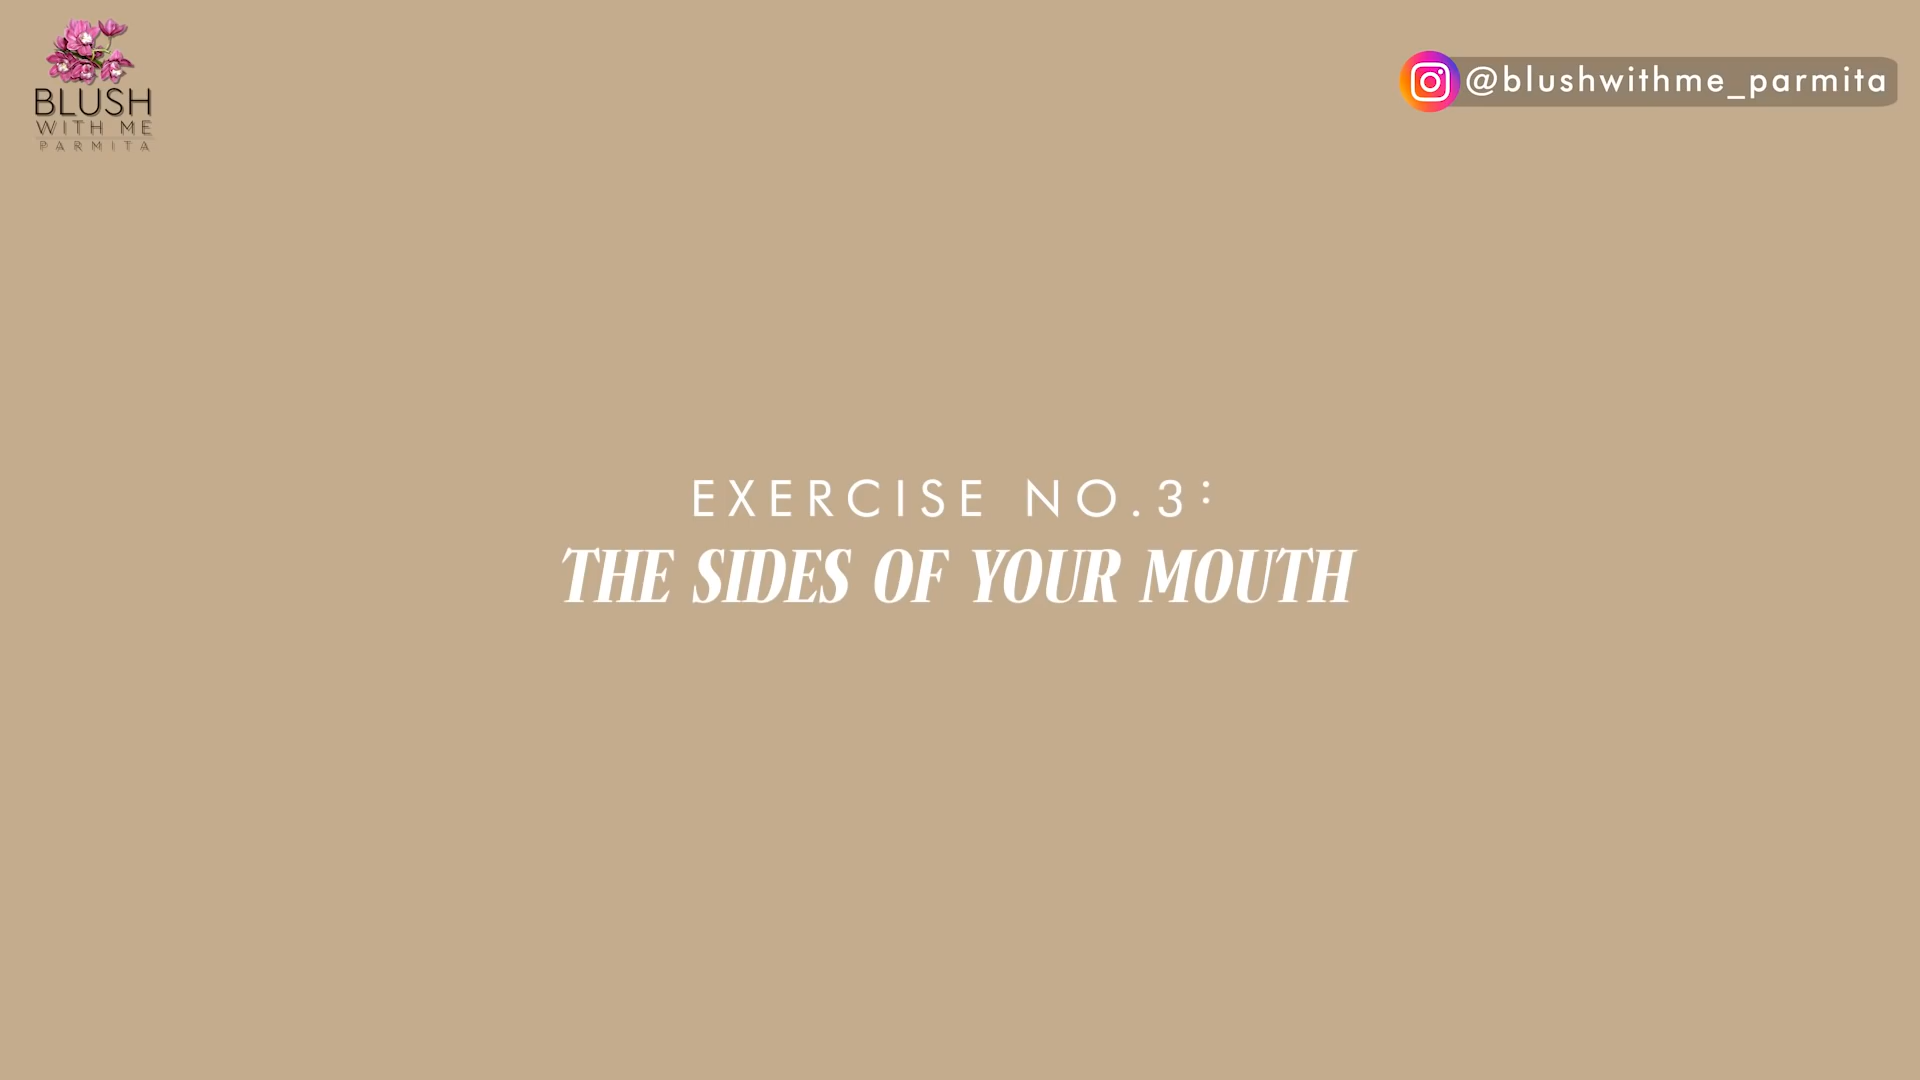 BLUSH
WITH ME
PARMITA
@blushwithme_parmita
EXERCISE NO.3:
THE SIDES OF YOUR MOUTH